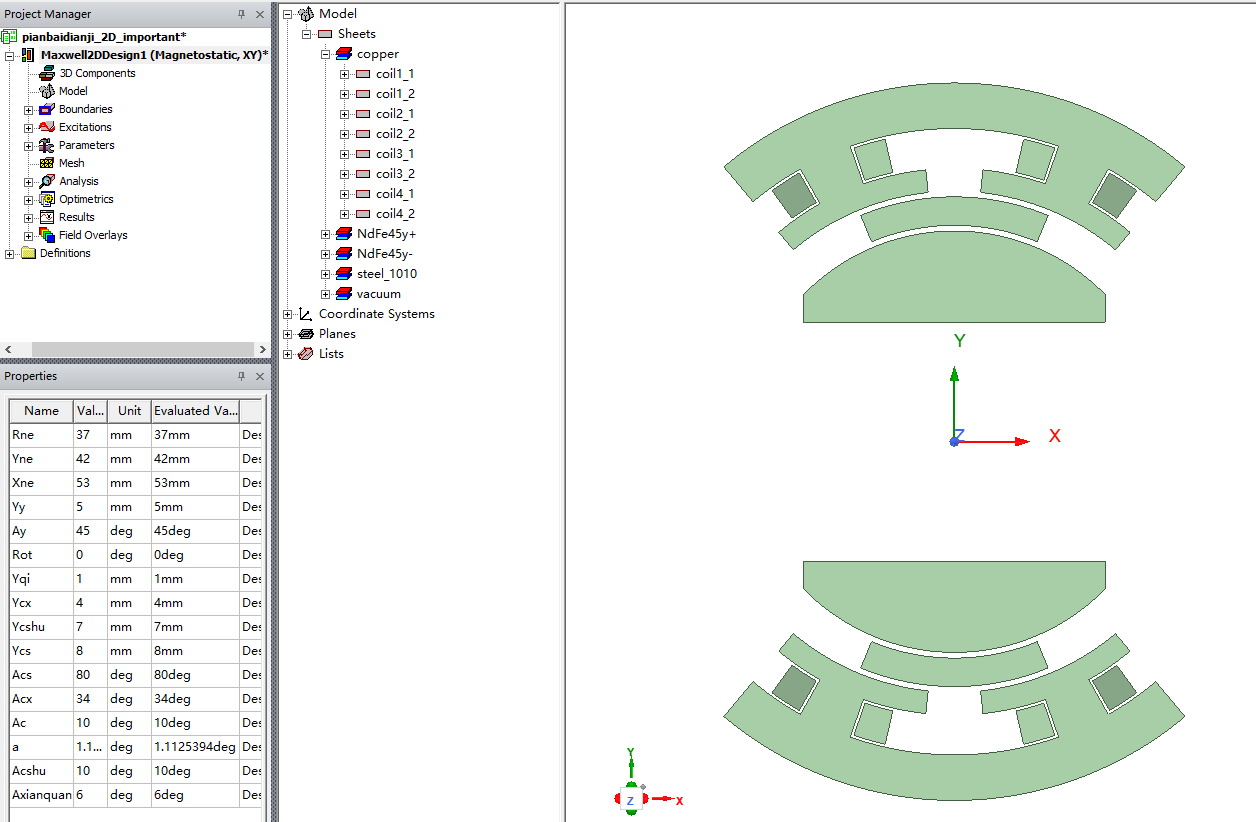 Project Manager
pianbaidianji_2D_important*
Maxwell2DDesign1 (Magnetostatic, XY)*
3D Components
Model
Boundaries
Excitations
Parameters
Mesh
Analysis
Optimetrics
Results
Field Overlays
Definitions
Properties
Name Val... Unit Evaluated Va...
Rne 37 mm 37mm Des
Yne 42 mm 42mm Des
Xne 53 mm 53mm Des
Yy 5 mm 5mm Des
Ay 45 deg 45deg Des
Rot 0 deg 0deg Des
Yqi 1 mm 1mm Des
Ycx 4 mm 4mm Des
Ycshu 7 mm 7mm Des
Ycs 8 mm 8mm Des
Acs 80 deg 80deg Des
Acx 34 deg 34deg Des
Ac 10 deg 10deg Des
a 1.1... deg 1.1125394deg Des
Acshu 10 deg 10deg Des
Axianquan 6 deg 6deg Des
Model
Sheets
copper
coil1_1
coil1_2
coil2_1
coil2_2
coil3_1
coil3_2
coil4_1
coil4_2
NdFe45y+
NdFe45y-
steel_1010
vacuum
Coordinate Systems
Planes
Lists
Y
Z
X
Y
Z
X